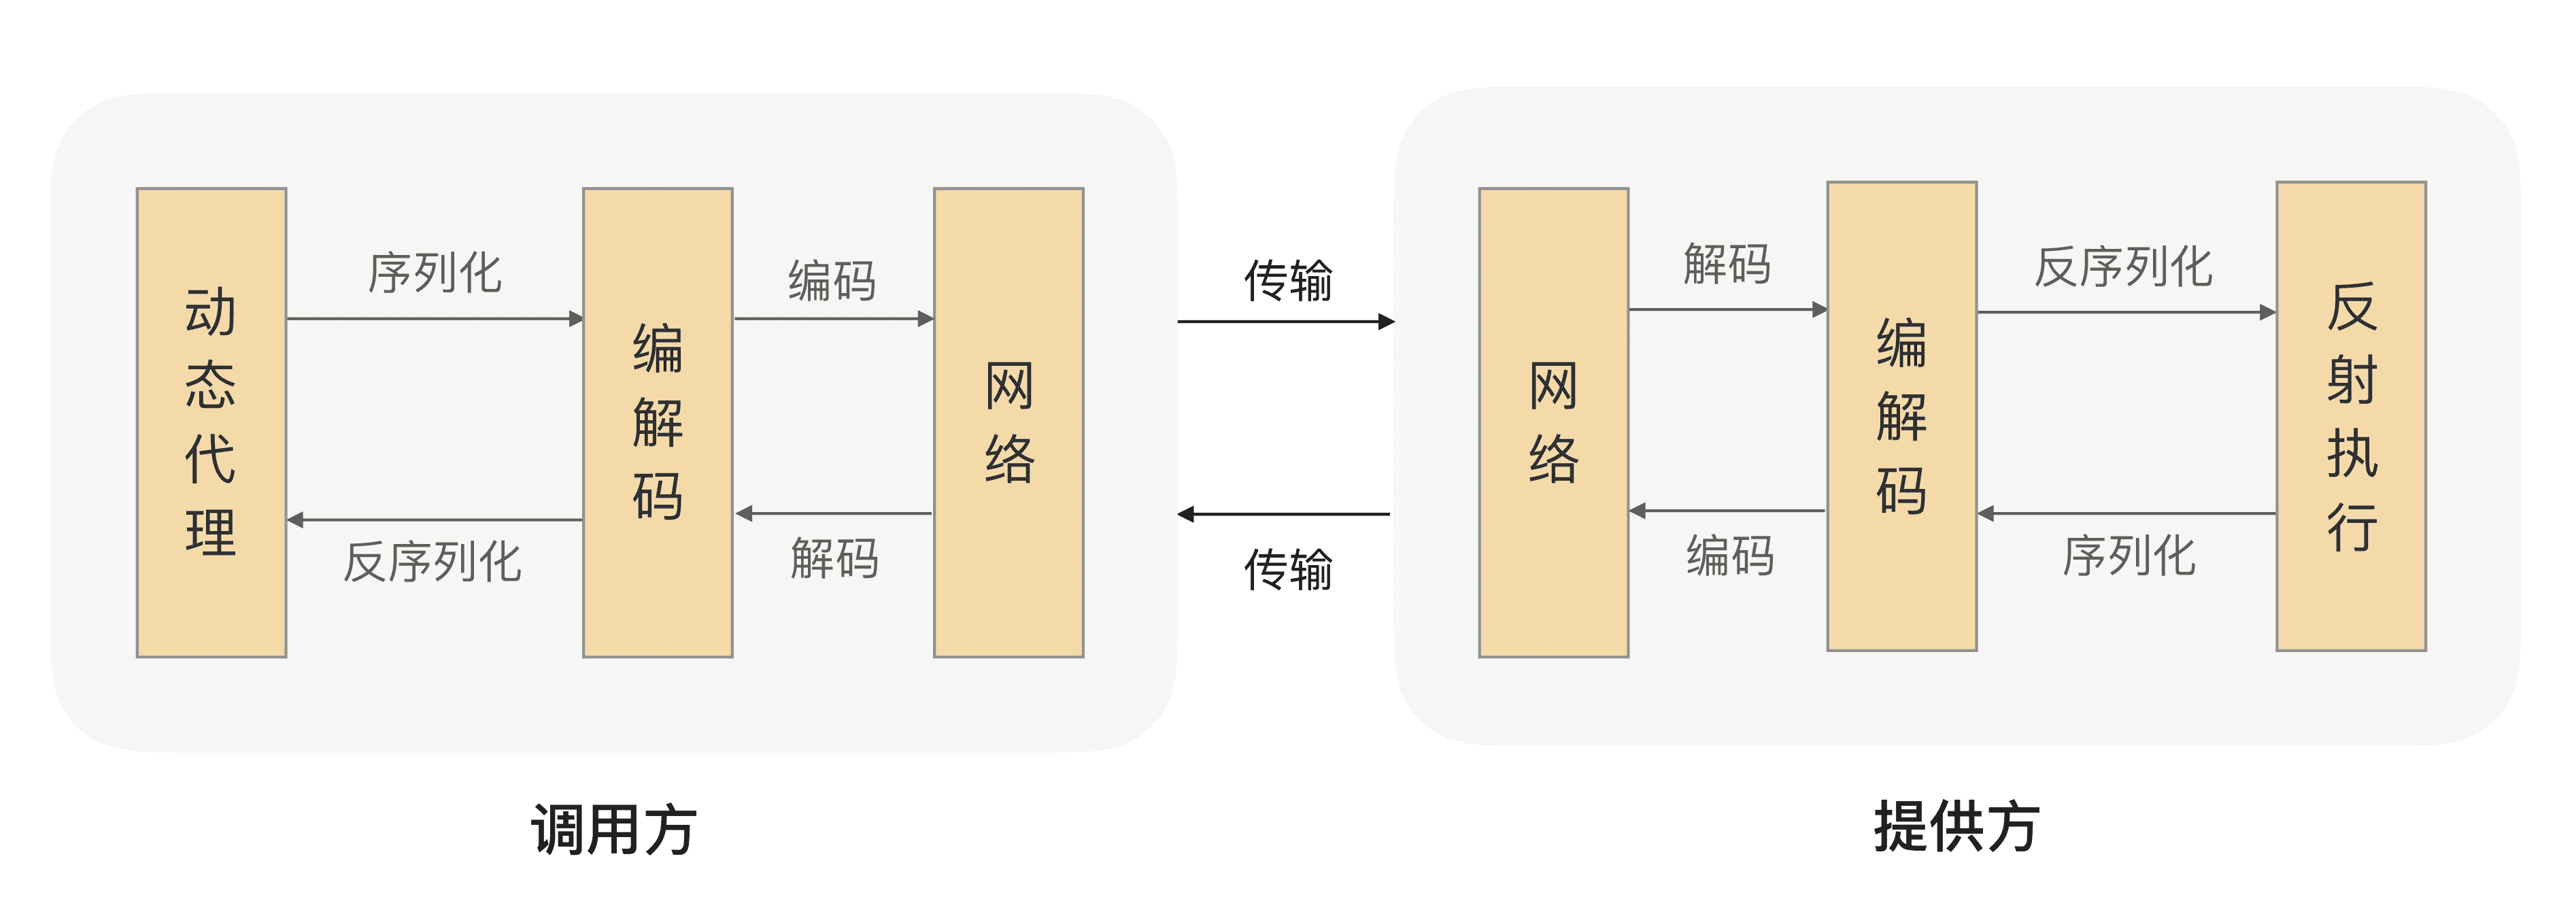 动态代理
序列化
反序列化
编解码
编码
解码
网络
传输
传输
网络
解码
编码
编解码
反序列化
序列化
反射执行
调用方
提供方